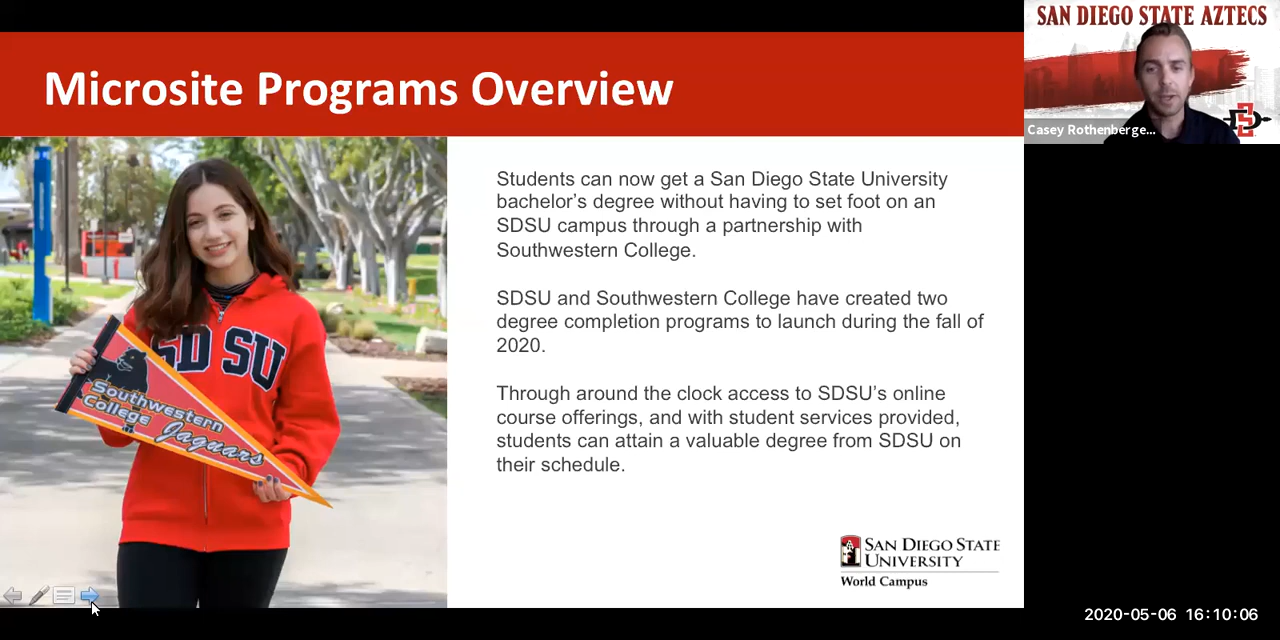 Microsite Programs Overview
Students can now get a San Diego State University
bachelor's degree without having to set foot on an
SDSU campus through a partnership with
Southwestern College.
SDSU and Southwestern College have created two
degree completion programs to launch during the fall of
2020.
Through around the clock access to SDSU's online
course offerings, and with student services provided,
students can attain a valuable degree from SDSU on
their schedule.
SD SU
Southwestern
College Jaguars
SAN DIEGO STATE
UNIVERSITY
World Campus
SAN DIEGO STATE AZTECS
Casey Rothenberge...
2020-05-06 16:10:06